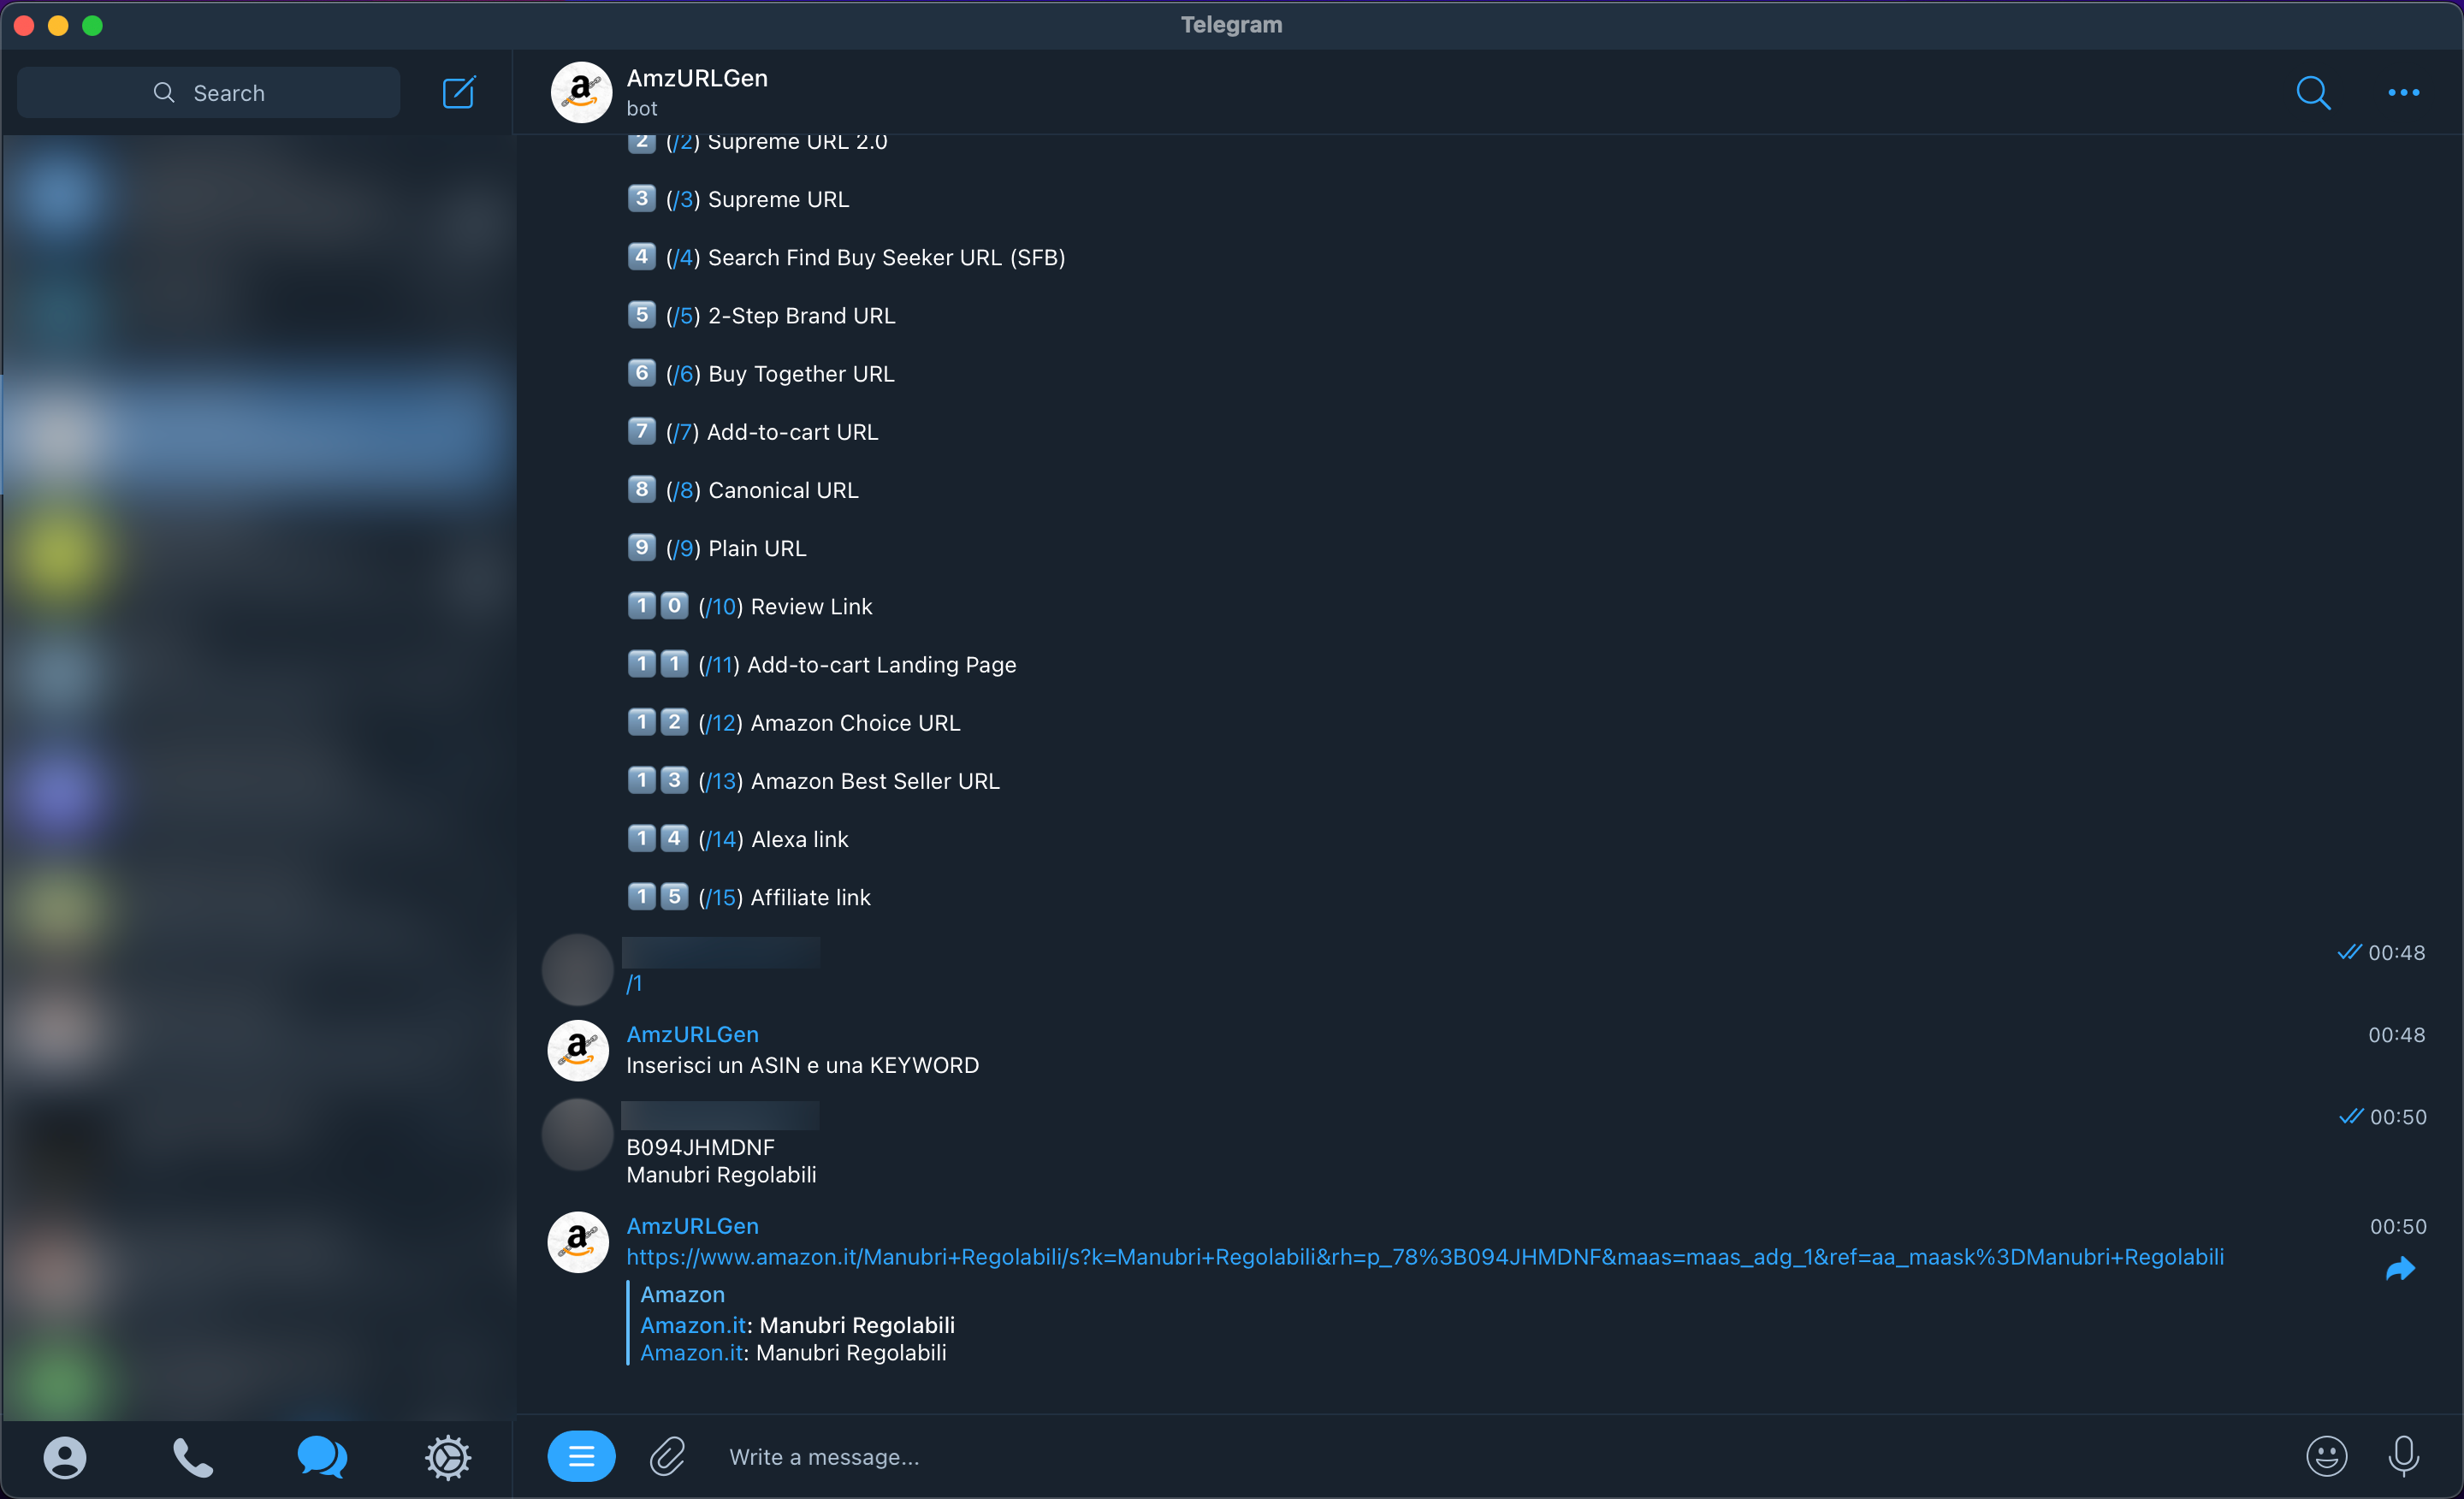 Telegram
Search
AmzURLGen
bot
2 (/2) Supreme URL 2.0
3 (/3) Supreme URL
4 (/4) Search Find Buy Seeker URL (SFB)
5 (/5) 2-Step Brand URL
6 (/6) Buy Together URL
7 (/7) Add-to-cart URL
8 (/8) Canonical URL
9 (/9) Plain URL
10 (/10) Review Link
11 (/11) Add-to-cart Landing Page
12 (/12) Amazon Choice URL
13 (/13) Amazon Best Seller URL
14 (/14) Alexa link
15 (/15) Affiliate link
00:48
/1
AmzURLGen 00:48
Inserisci un ASIN e una KEYWORD
00:50
B094JHMDNF
Manubri Regolabili
AmzURLGen 00:50
https://www.amazon.it/Manubri+Regolabili/s?k=Manubri+Regolabili&rh=p_78%3B094JHMDNF&maas=maas_adg_1&ref=aa_maask%3DManubri+Regolabili
Amazon
Amazon.it: Manubri Regolabili
Amazon.it: Manubri Regolabili
Write a message...